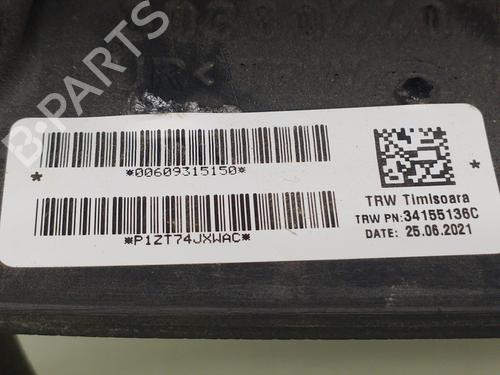 B-PARTS
*00609315150*
*P1ZT74JXWAC*
*
*
TRW Timisoara
TRW PN:34155136C
DATE: 25.06.2021